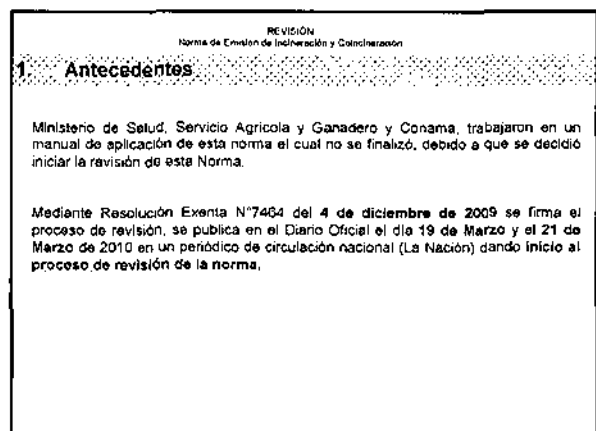 REVISIÓN
Norma de Emisión de Incineración y Coincineración
1. Antecedentes
Ministerio de Salud, Servicio Agrícola y Ganadero y Conama, trabajaron en un
manual de aplicación de esta norma el cual no se finalizó, debido a que se decidió
iniciar la revisión de esta Norma.
Mediante Resolución Exenta N°7464 del 4 de diciembre de 2009 se firma el
proceso de revisión, se publica en el Diario Oficial el día 19 de Marzo y el 21 de
Marzo de 2010 en un periódico de circulación nacional (La Nación) dando inicio al
proceso de revisión de la norma.